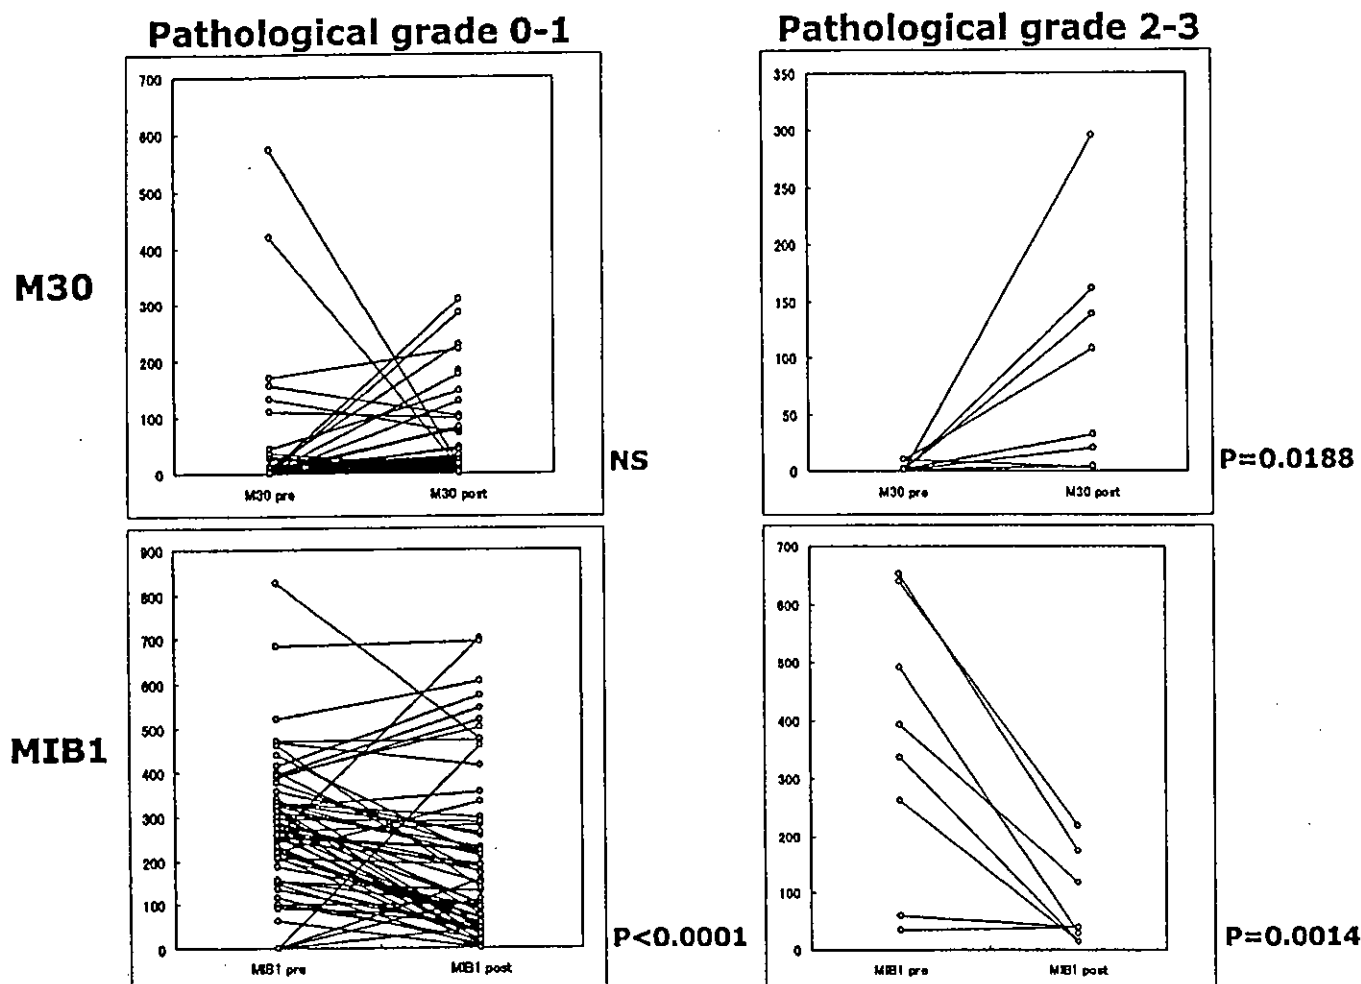 Pathological grade 0-1
Pathological grade 2-3
M30
700
600
500
400
300
200
100
0
M30 pre
M30 post
NS
350
300
250
200
150
100
50
0
M30 pre
M30 post
P=0.0188
MIB1
900
800
700
600
500
400
300
200
100
0
MIB1 pre
MIB1 post
P<0.0001
700
600
500
400
300
200
100
0
MIB1 pre
MIB1 post
P=0.0014